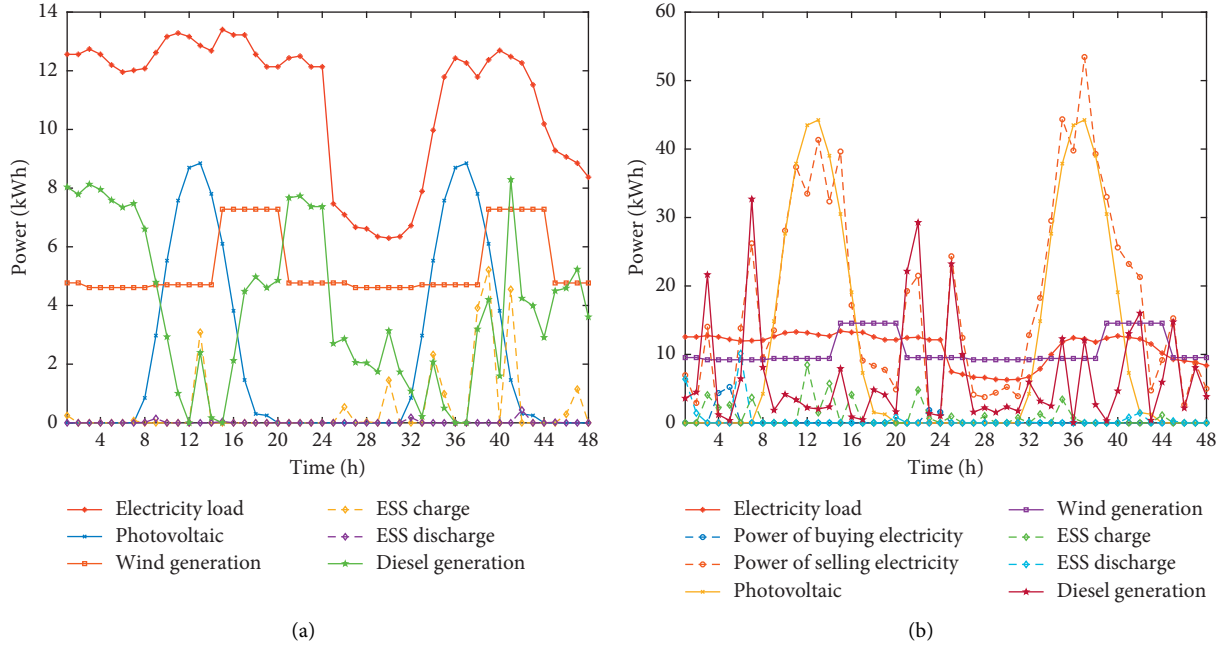 14
12
10
8
6
4
2
0
Power (kWh)
4 8 12 16 20 24 28 32 36 40 44 48
Time (h)
Electricity load
Photovoltaic
Wind generation
ESS charge
ESS discharge
Diesel generation
(a)
60
50
40
30
20
10
0
Power (kWh)
4 8 12 16 20 24 28 32 36 40 44 48
Time (h)
Electricity load
Power of buying electricity
Power of selling electricity
Photovoltaic
Wind generation
ESS charge
ESS discharge
Diesel generation
(b)